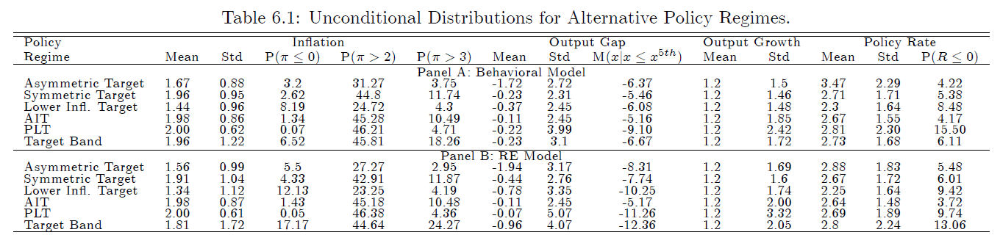 Table 6.1: Unconditional Distributions for Alternative Policy Regimes.
Policy Inflation Output Gap Output Growth Policy Rate
Regime Mean Std P(π ≤ 0) P(π > 2) P(π > 3) Mean Std M(x|x ≤ x^{5th}) Mean Std Mean Std P(R ≤ 0)
Panel A: Behavioral Model
Asymmetric Target 1.67 0.88 3.2 31.27 3.75 -1.72 2.72 -6.37 1.2 1.5 3.47 2.29 4.22
Symmetric Target 1.96 0.95 2.62 44.8 11.74 -0.23 2.31 -5.46 1.2 1.46 2.71 1.71 5.38
Lower Infl. Target 1.44 0.96 8.19 24.72 4.3 -0.37 2.45 -6.08 1.2 1.48 2.3 1.64 8.48
AIT 1.98 0.86 1.34 45.28 10.49 -0.11 2.45 -5.16 1.2 1.85 2.67 1.55 4.17
PLT 2.00 0.62 0.07 46.21 4.71 -0.22 3.99 -9.10 1.2 2.42 2.81 2.30 15.50
Target Band 1.96 1.22 6.52 45.81 18.26 -0.23 3.1 -6.67 1.2 1.72 2.73 1.68 6.11
Panel B: RE Model
Asymmetric Target 1.56 0.99 5.5 27.27 2.95 -1.94 3.17 -8.31 1.2 1.69 2.88 1.83 5.48
Symmetric Target 1.91 1.04 4.33 42.91 11.87 -0.44 2.76 -7.74 1.2 1.6 2.67 1.72 6.01
Lower Infl. Target 1.34 1.12 12.13 23.25 4.19 -0.78 3.35 -10.25 1.2 1.74 2.25 1.64 9.42
AIT 1.98 0.87 1.43 45.18 10.48 -0.11 2.45 -5.17 1.2 2.00 2.64 1.48 3.72
PLT 2.00 0.61 0.05 46.38 4.36 -0.07 5.07 -11.26 1.2 3.32 2.69 1.89 9.74
Target Band 1.81 1.72 17.17 44.64 24.27 -0.96 4.07 -12.36 1.2 2.05 2.8 2.24 13.06